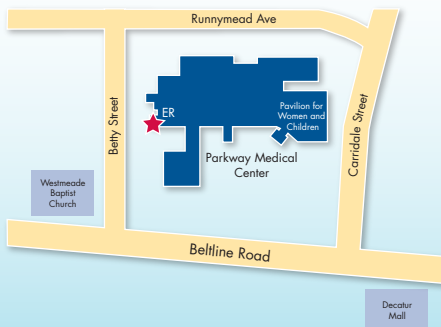 Runnymead Ave
Betty Street
ER
Pavilion for
Women and
Children
Carridale Street
Parkway Medical
Center
Westmeade
Baptist
Church
Beltline Road
Decatur
Mall